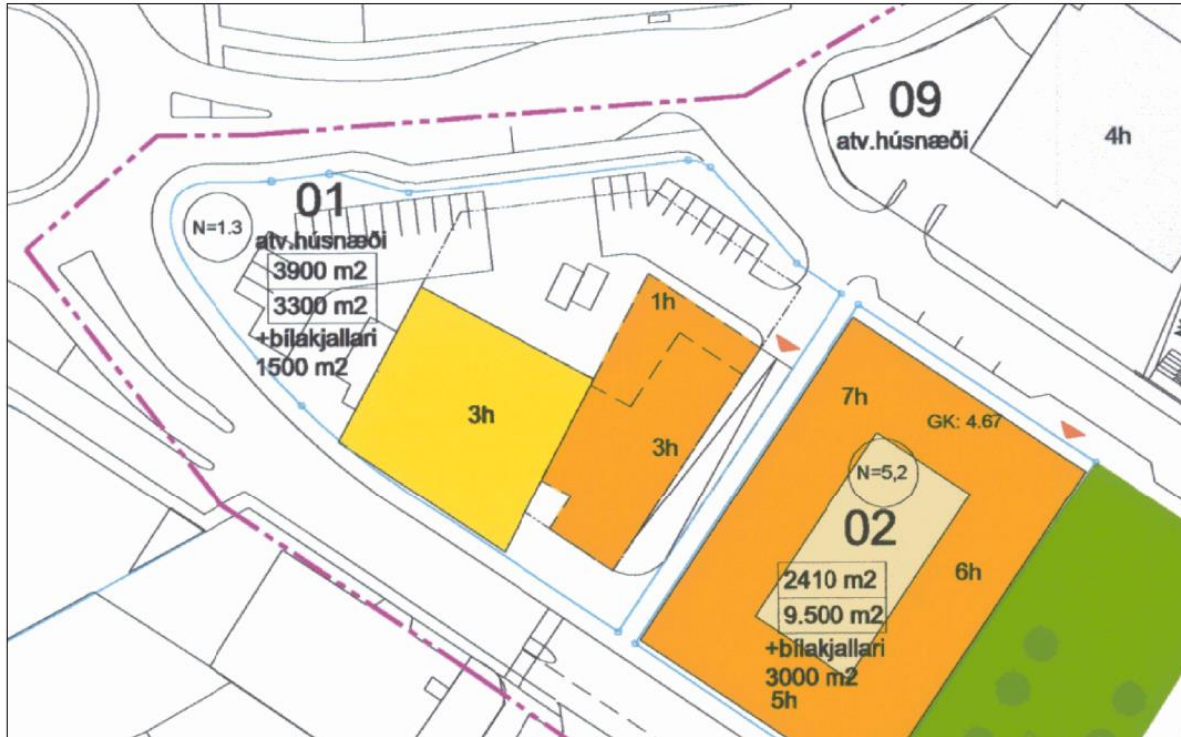 09
atv.húsnæði
4h
01
N=1.3
atv.húsnæði
3900 m2
3300 m2
+bílakjallari
1500 m2
1h
3h
3h
7h
GK: 4.67
N=5,2
02
2410 m2
9.500 m2
+bílakjallari
3000 m2
5h
6h